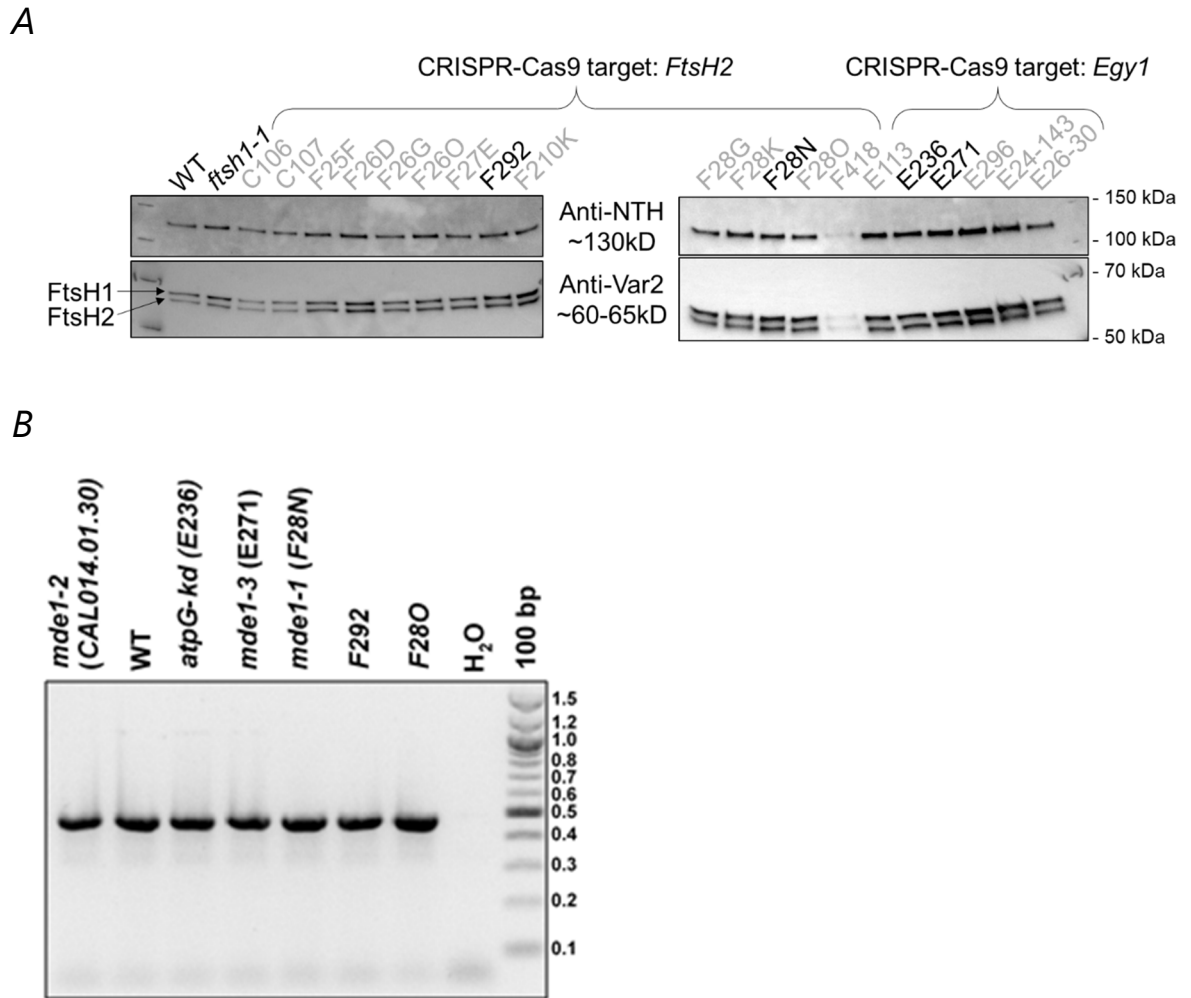 A
CRISPR-Cas9 target: FtsH2
CRISPR-Cas9 target: Egy1
WT
ftsh1-1
C106
C107
F25F
F26D
F26G
F26O
F27E
F292
F210K
F28G
F28K
F28N
F28O
F418
E113
E236
E271
E296
E24-143
E26-30
Anti-NTH
~130kD
- 150 kDa
- 100 kDa
FtsH1
FtsH2
Anti-Var2
~60-65kD
- 70 kDa
- 50 kDa
B
mde1-2
(CAL014.01.30)
WT
atpG-kd (E236)
mde1-3 (E271)
mde1-1 (F28N)
F292
F28O
H₂O
100 bp
1.5
1.2
1.0
0.8
0.7
0.6
0.5
0.4
0.3
0.2
0.1